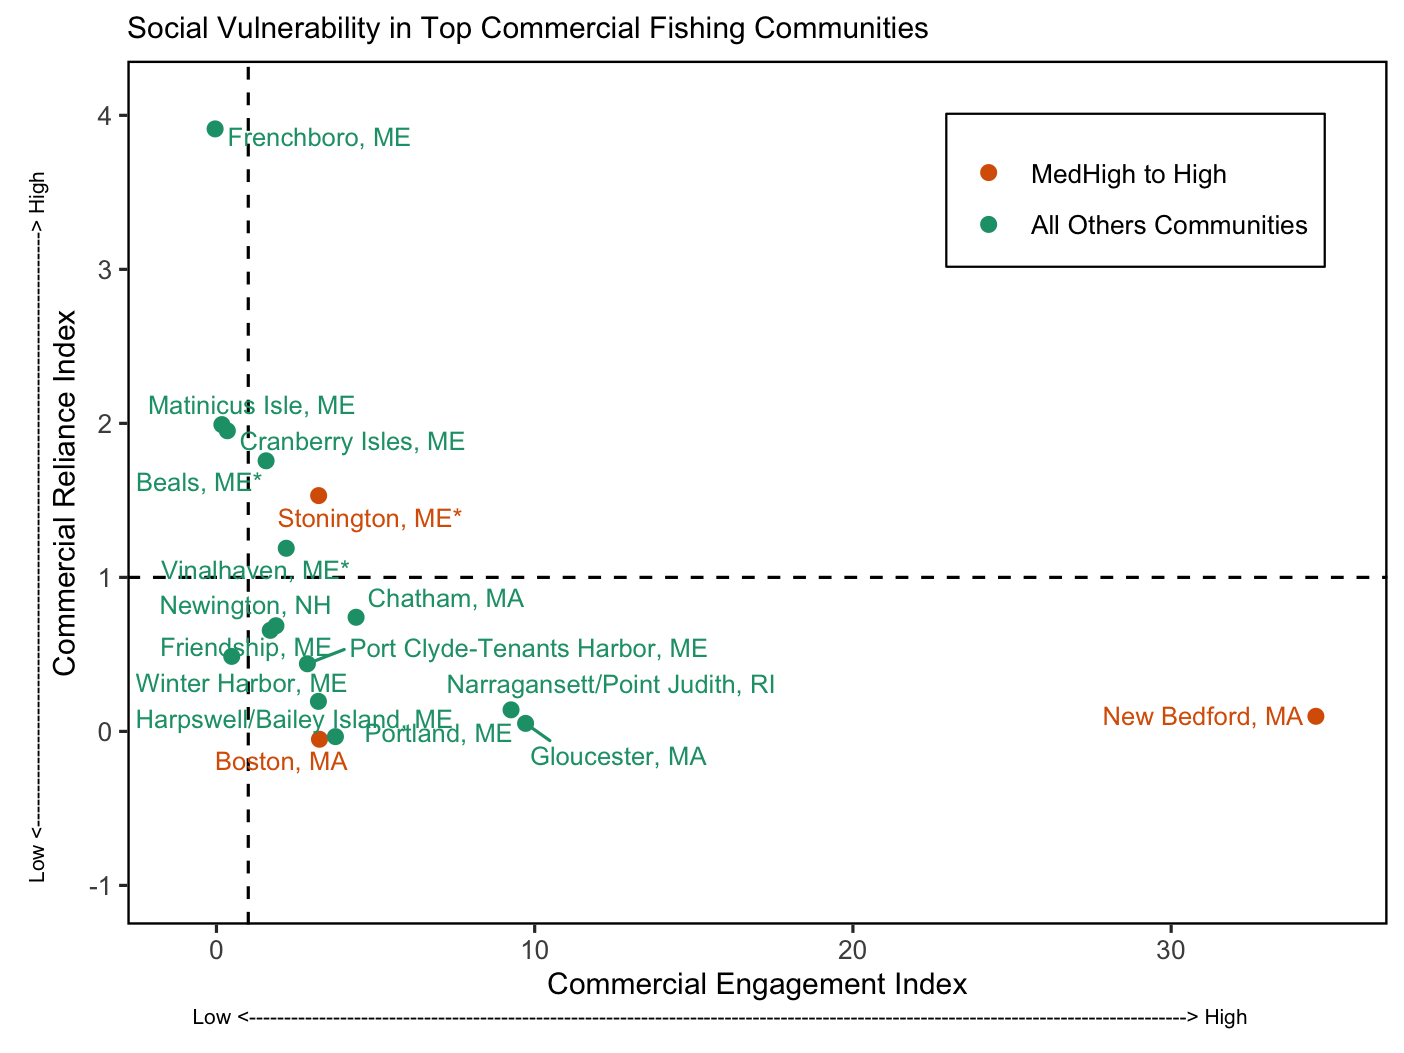 Social Vulnerability in Top Commercial Fishing Communities
4
Frenchboro, ME
MedHigh to High
All Others Communities
3
Low <----------------------------------------------------------------------------------> High
Commercial Reliance Index
Matinicus Isle, ME
2
Cranberry Isles, ME
Beals, ME*
Stonington, ME*
Vinalhaven, ME*
1
Chatham, MA
Newington, NH
Friendship, ME
Port Clyde-Tenants Harbor, ME
Winter Harbor, ME
Narragansett/Point Judith, RI
Harpswell/Bailey Island, ME
New Bedford, MA
0
Portland, ME
Gloucester, MA
Boston, MA
-1
0 10 20 30
Commercial Engagement Index
Low <--------------------------------------------------------------------------------------------------------------------------------------> High